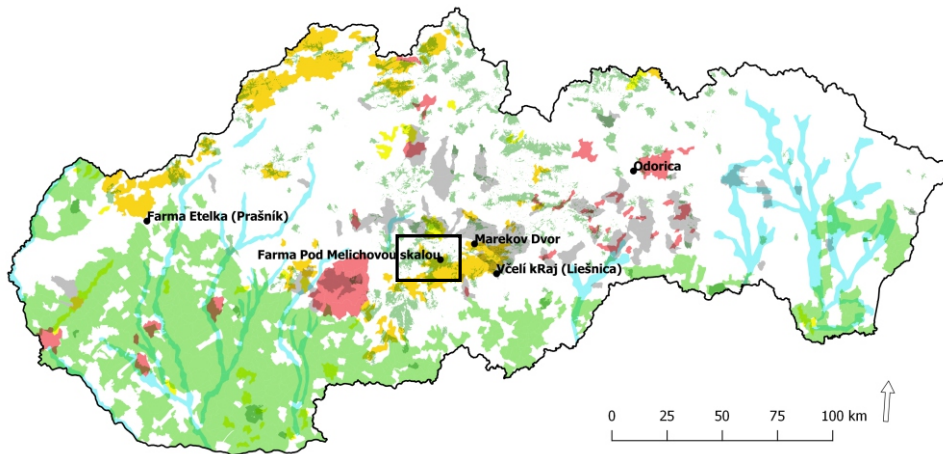 Odorica
Farma Etelka (Prašník)
Marekov Dvor
Farma Pod Melichovou skalou
Včelí kRaj (Liešnica)
0 25 50 75 100 km